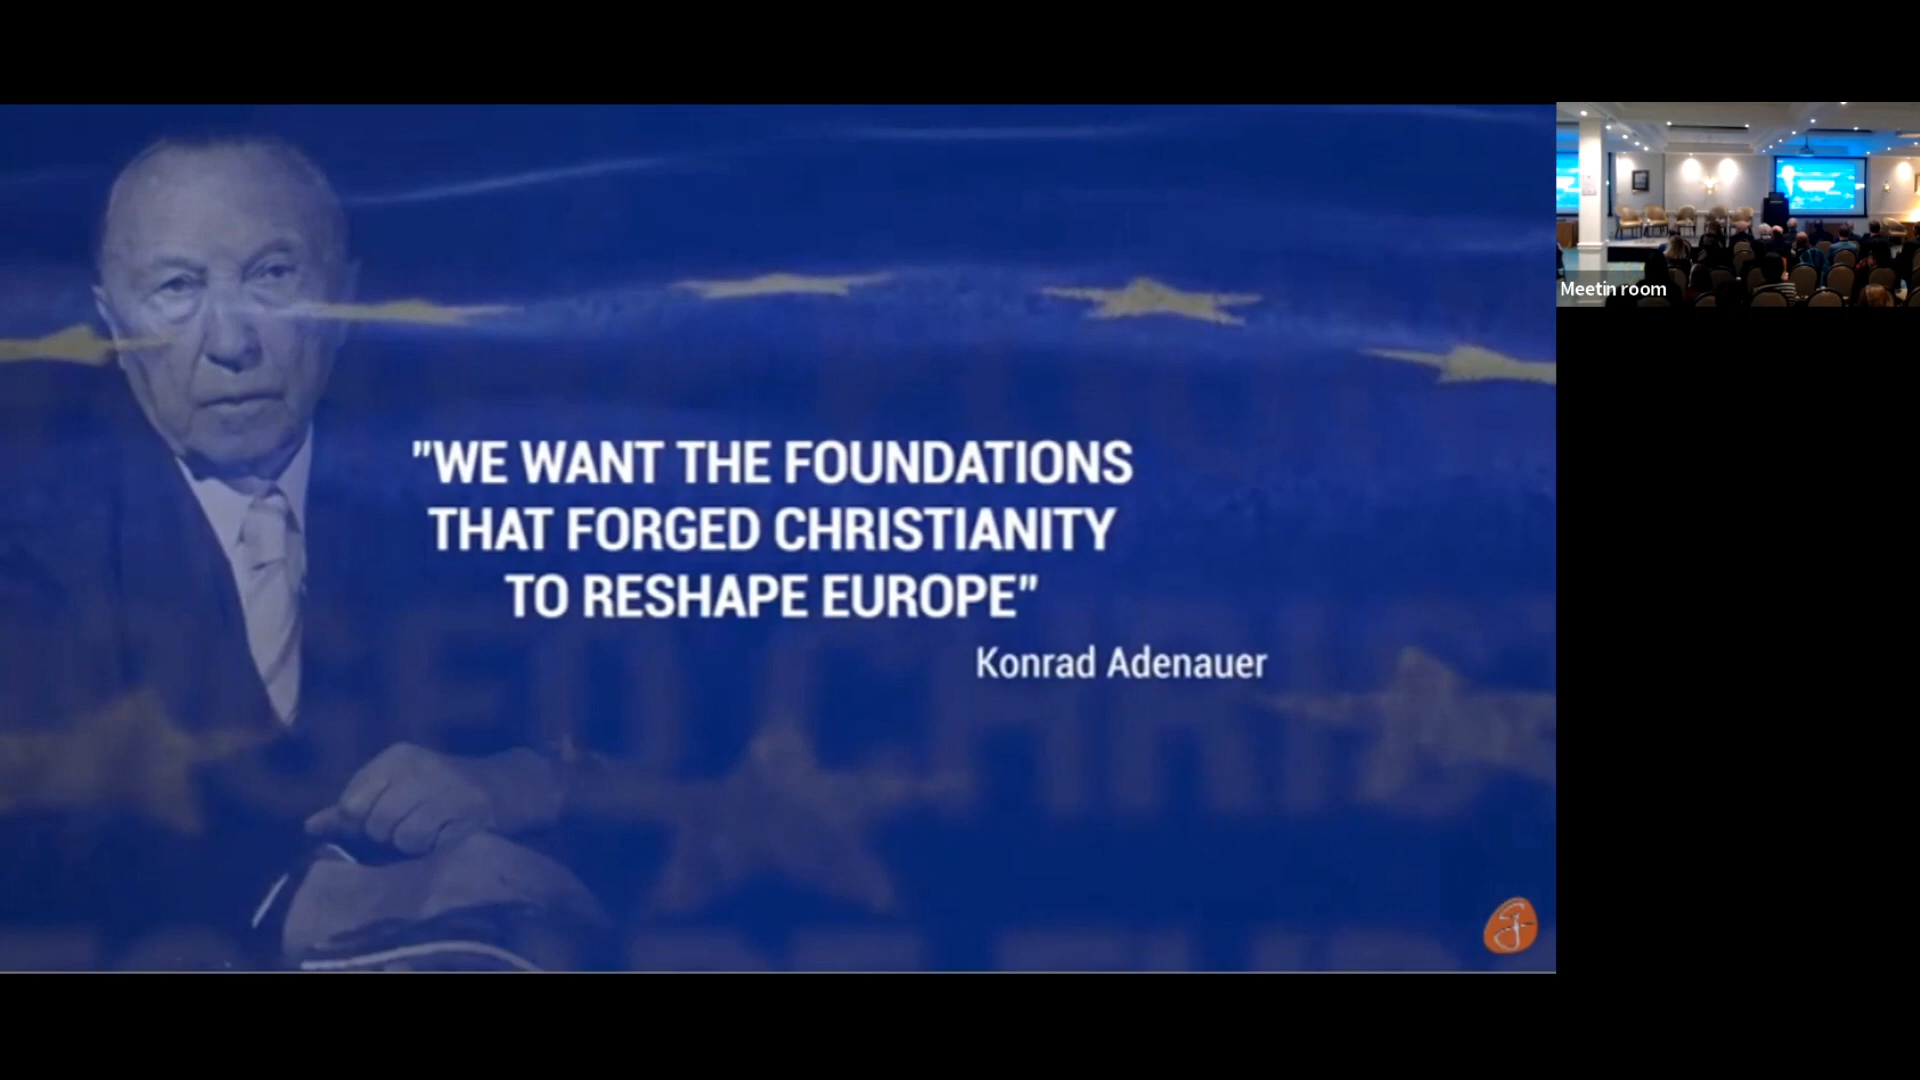 "WE WANT THE FOUNDATIONS
THAT FORGED CHRISTIANITY
TO RESHAPE EUROPE”
Konrad Adenauer
Meetin room